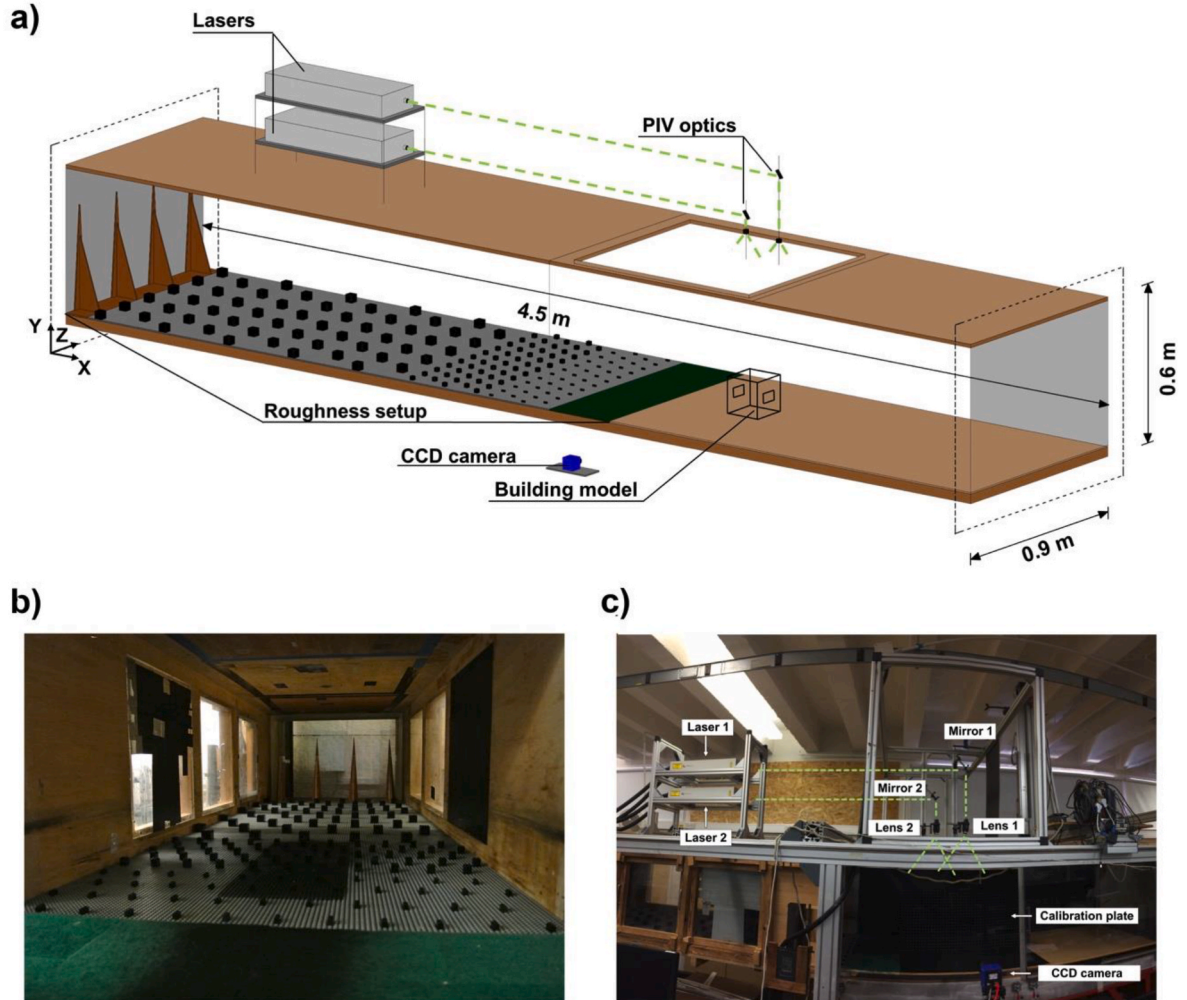 a)
Lasers
PIV optics
4.5 m
Y
Z
X
0.6 m
Roughness setup
CCD camera
Building model
0.9 m
b)
c)
Laser 1
Mirror 1
Mirror 2
Laser 2
Lens 2
Lens 1
Calibration plate
CCD camera